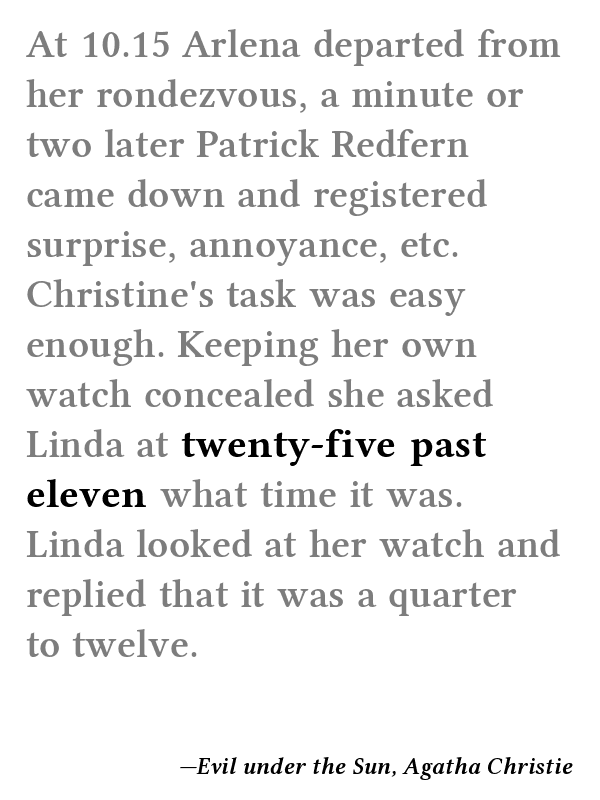 At 10.15 Arlena departed from
her rondezvous, a minute or
two later Patrick Redfern
came down and registered
surprise, annoyance, etc.
Christine's task was easy
enough. Keeping her own
watch concealed she asked
Linda at twenty-five past
eleven what time it was.
Linda looked at her watch and
replied that it was a quarter
to twelve.
—Evil under the Sun, Agatha Christie